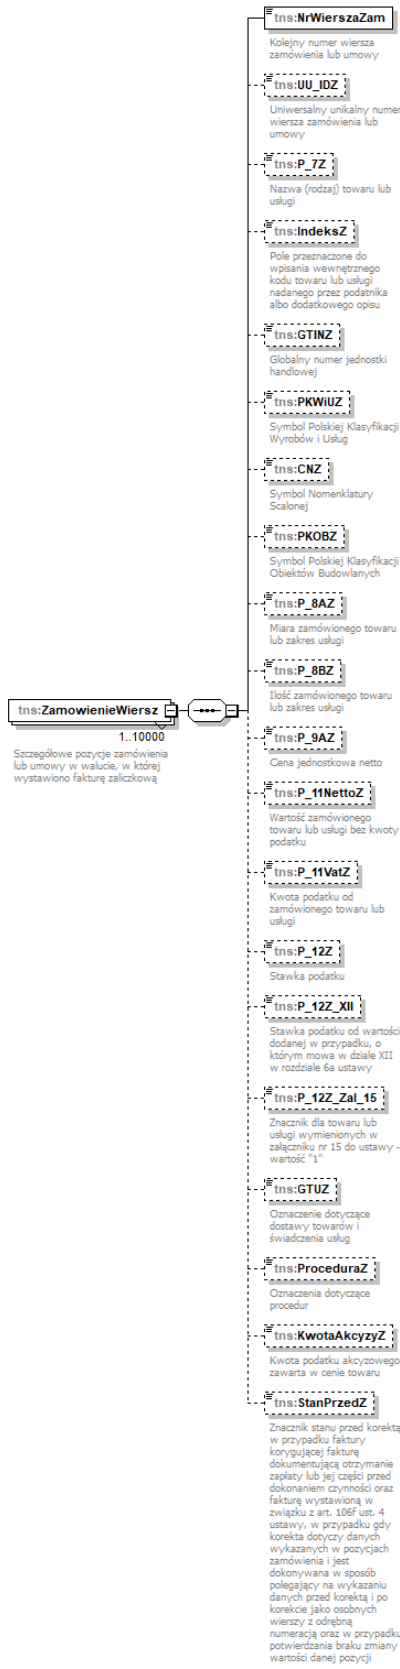 tns:NrWierszaZam
Kolejny numer wiersza
zamówienia lub umowy
tns:UU_IDZ
Uniwersalny unikalny numer
wiersza zamówienia lub
umowy
tns:P_7Z
Nazwa (rodzaj) towaru lub
usługi
tns:IndeksZ
Pole przeznaczone do
wpisania wewnętrznego
kodu towaru lub usługi
nadanego przez podatnika
albo dodatkowego opisu
tns:GTINZ
Globalny numer jednostki
handlowej
tns:PKWiUZ
Symbol Polskiej Klasyfikacji
Wyrobów i Usług
tns:CNZ
Symbol Nomenklatury
Scalonej
tns:PKOBZ
Symbol Polskiej Klasyfikacji
Obiektów Budowlanych
tns:P_8AZ
Miara zamówionego towaru
lub zakres usługi
tns:P_8BZ
Ilość zamówionego towaru
lub zakres usługi
tns:ZamowienieWiersz
1..10000
Szczegółowe pozycje zamówienia
lub umowy w walucie, w której
wystawiono fakturę zaliczkową
tns:P_9AZ
Cena jednostkowa netto
tns:P_11NettoZ
Wartość zamówionego
towaru lub usługi bez kwoty
podatku
tns:P_11VatZ
Kwota podatku od
zamówionego towaru lub
usługi
tns:P_12Z
Stawka podatku
tns:P_12Z_XII
Stawka podatku od wartości
dodanej w przypadku, o
którym mowa w dziale XII
w rozdziale 6a ustawy
tns:P_12Z_Zal_15
Znacznik dla towaru lub
usługi wymienionych w
załączniku nr 15 do ustawy -
wartość "1"
tns:GTUZ
Oznaczenie dotyczące
dostawy towarów i
świadczenia usług
tns:ProceduraZ
Oznaczenia dotyczące
procedur
tns:KwotaAkcyzyZ
Kwota podatku akcyzowego
zawarta w cenie towaru
tns:StanPrzedZ
Znacznik stanu przed korektą
w przypadku faktury
korygującej fakturę
dokumentującą otrzymanie
zapłaty lub jej części przed
dokonaniem czynności oraz
fakturę wystawioną w
związku z art. 106f ust. 4
ustawy, w przypadku gdy
korekta dotyczy danych
wykazanych w pozycjach
zamówienia i jest
dokonywana w sposób
polegający na wykazaniu
danych przed korektą i po
korekcie jako osobnych
wierszy z odrębną
numeracją oraz w przypadku
potwierdzania braku zmiany
wartości danej pozycji